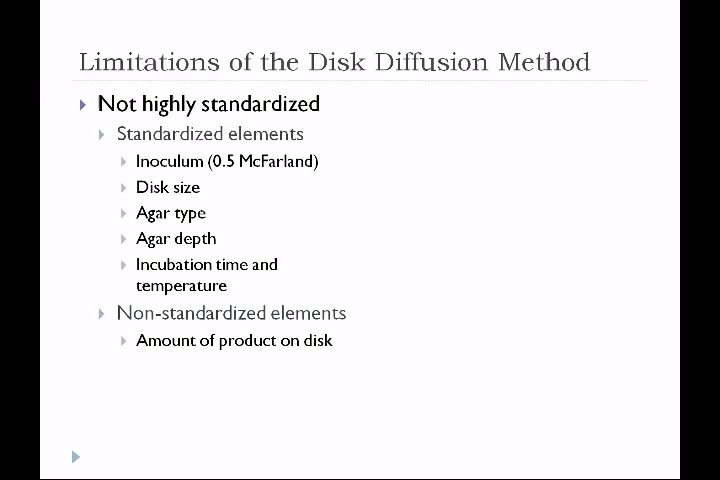 Limitations of the Disk Diffusion Method
Not highly standardized
Standardized elements
Inoculum (0.5 McFarland)
Disk size
Agar type
Agar depth
Incubation time and
temperature
Non-standardized elements
Amount of product on disk